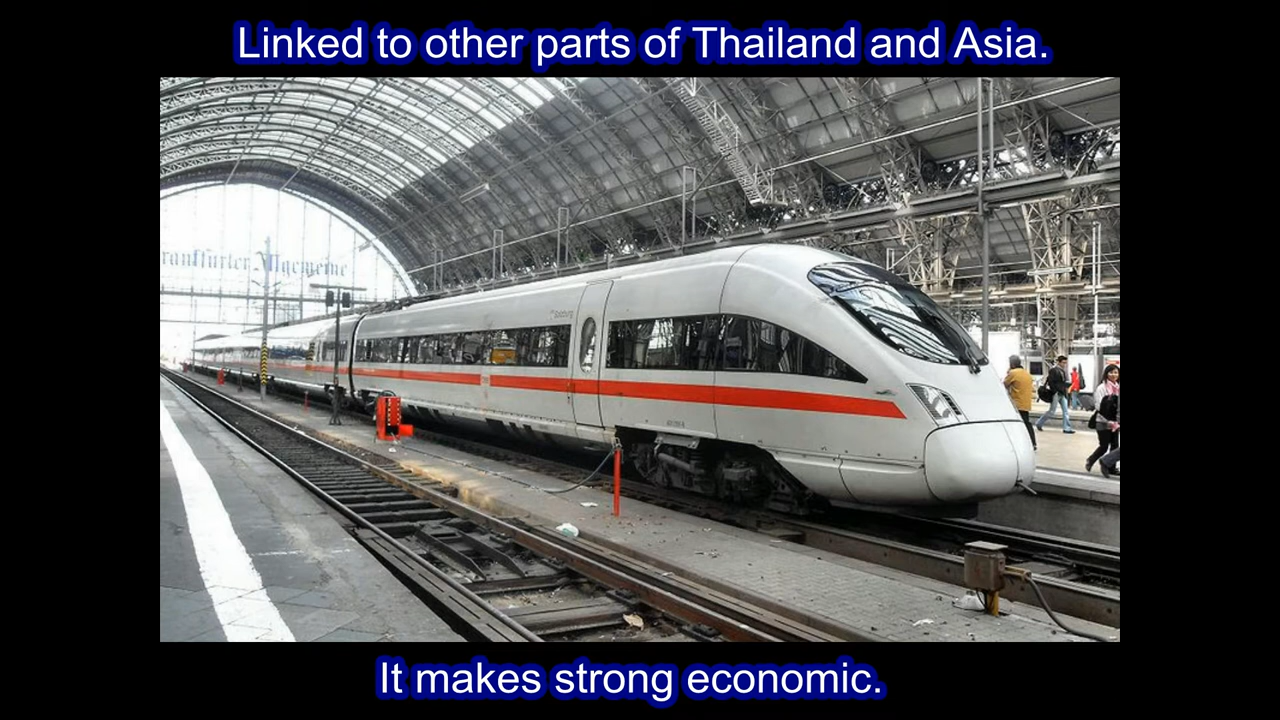 Linked to other parts of Thailand and Asia.
It makes strong economic.